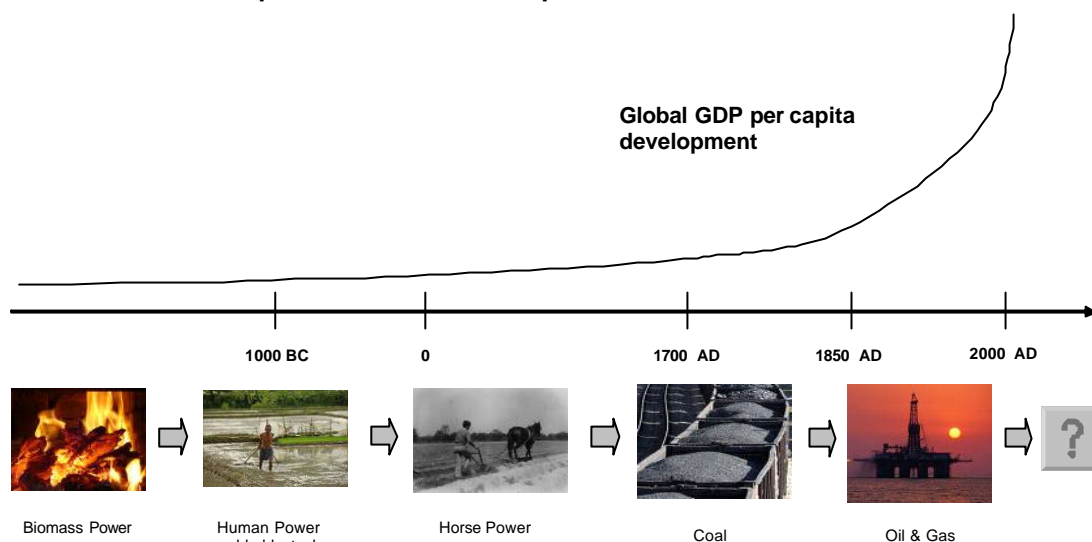 Global GDP per capita
development
1000 BC
0
1700 AD
1850 AD
2000 AD
?
Biomass Power
Human Power
Horse Power
Coal
Oil & Gas